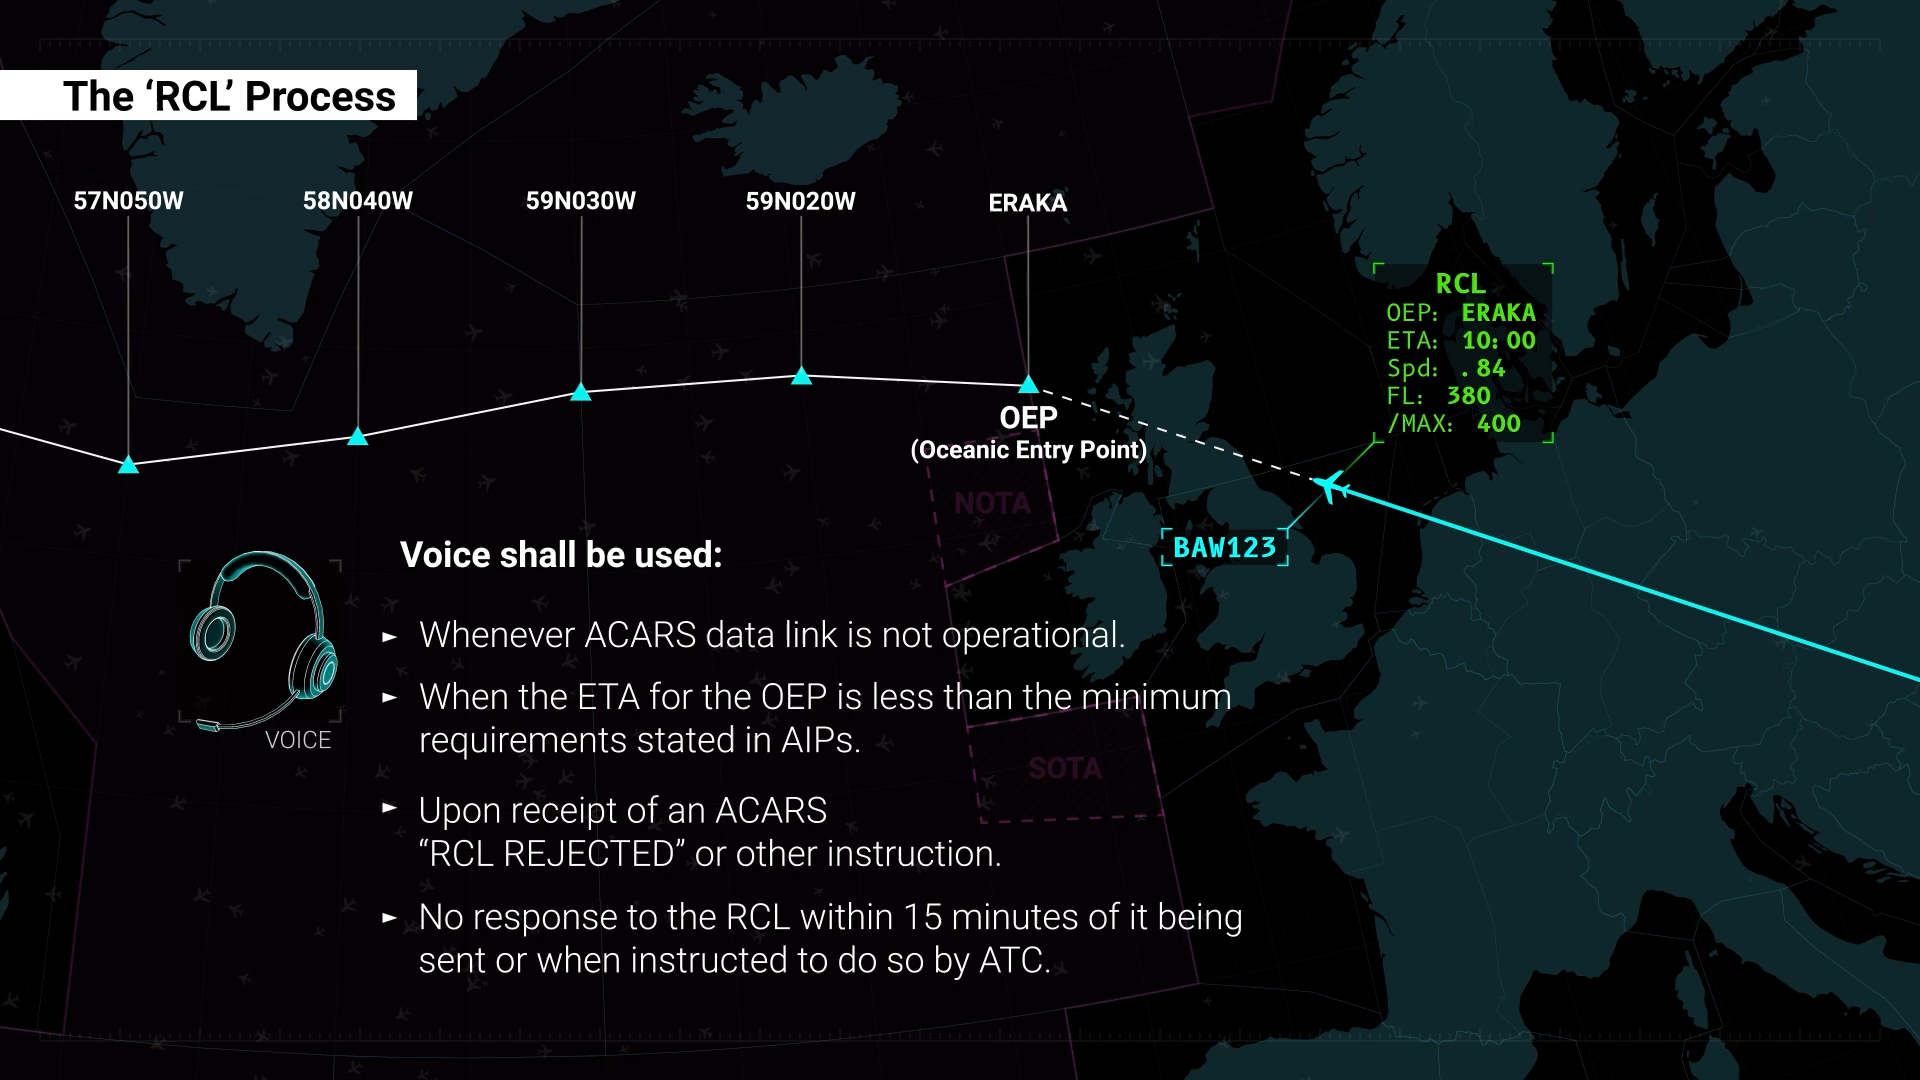 The ‘RCL’ Process
57N050W
58N040W
59N030W
59N020W
ERAKA
RCL
OEP: ERAKA
ETA: 10:00
Spd: .84
FL: 380
/MAX: 400
OEP
(Oceanic Entry Point)
NOTA
BAW123
Voice shall be used:
► Whenever ACARS data link is not operational.
► When the ETA for the OEP is less than the minimum
requirements stated in AIPs.
VOICE
SOTA
► Upon receipt of an ACARS
“RCL REJECTED” or other instruction.
► No response to the RCL within 15 minutes of it being
sent or when instructed to do so by ATC.